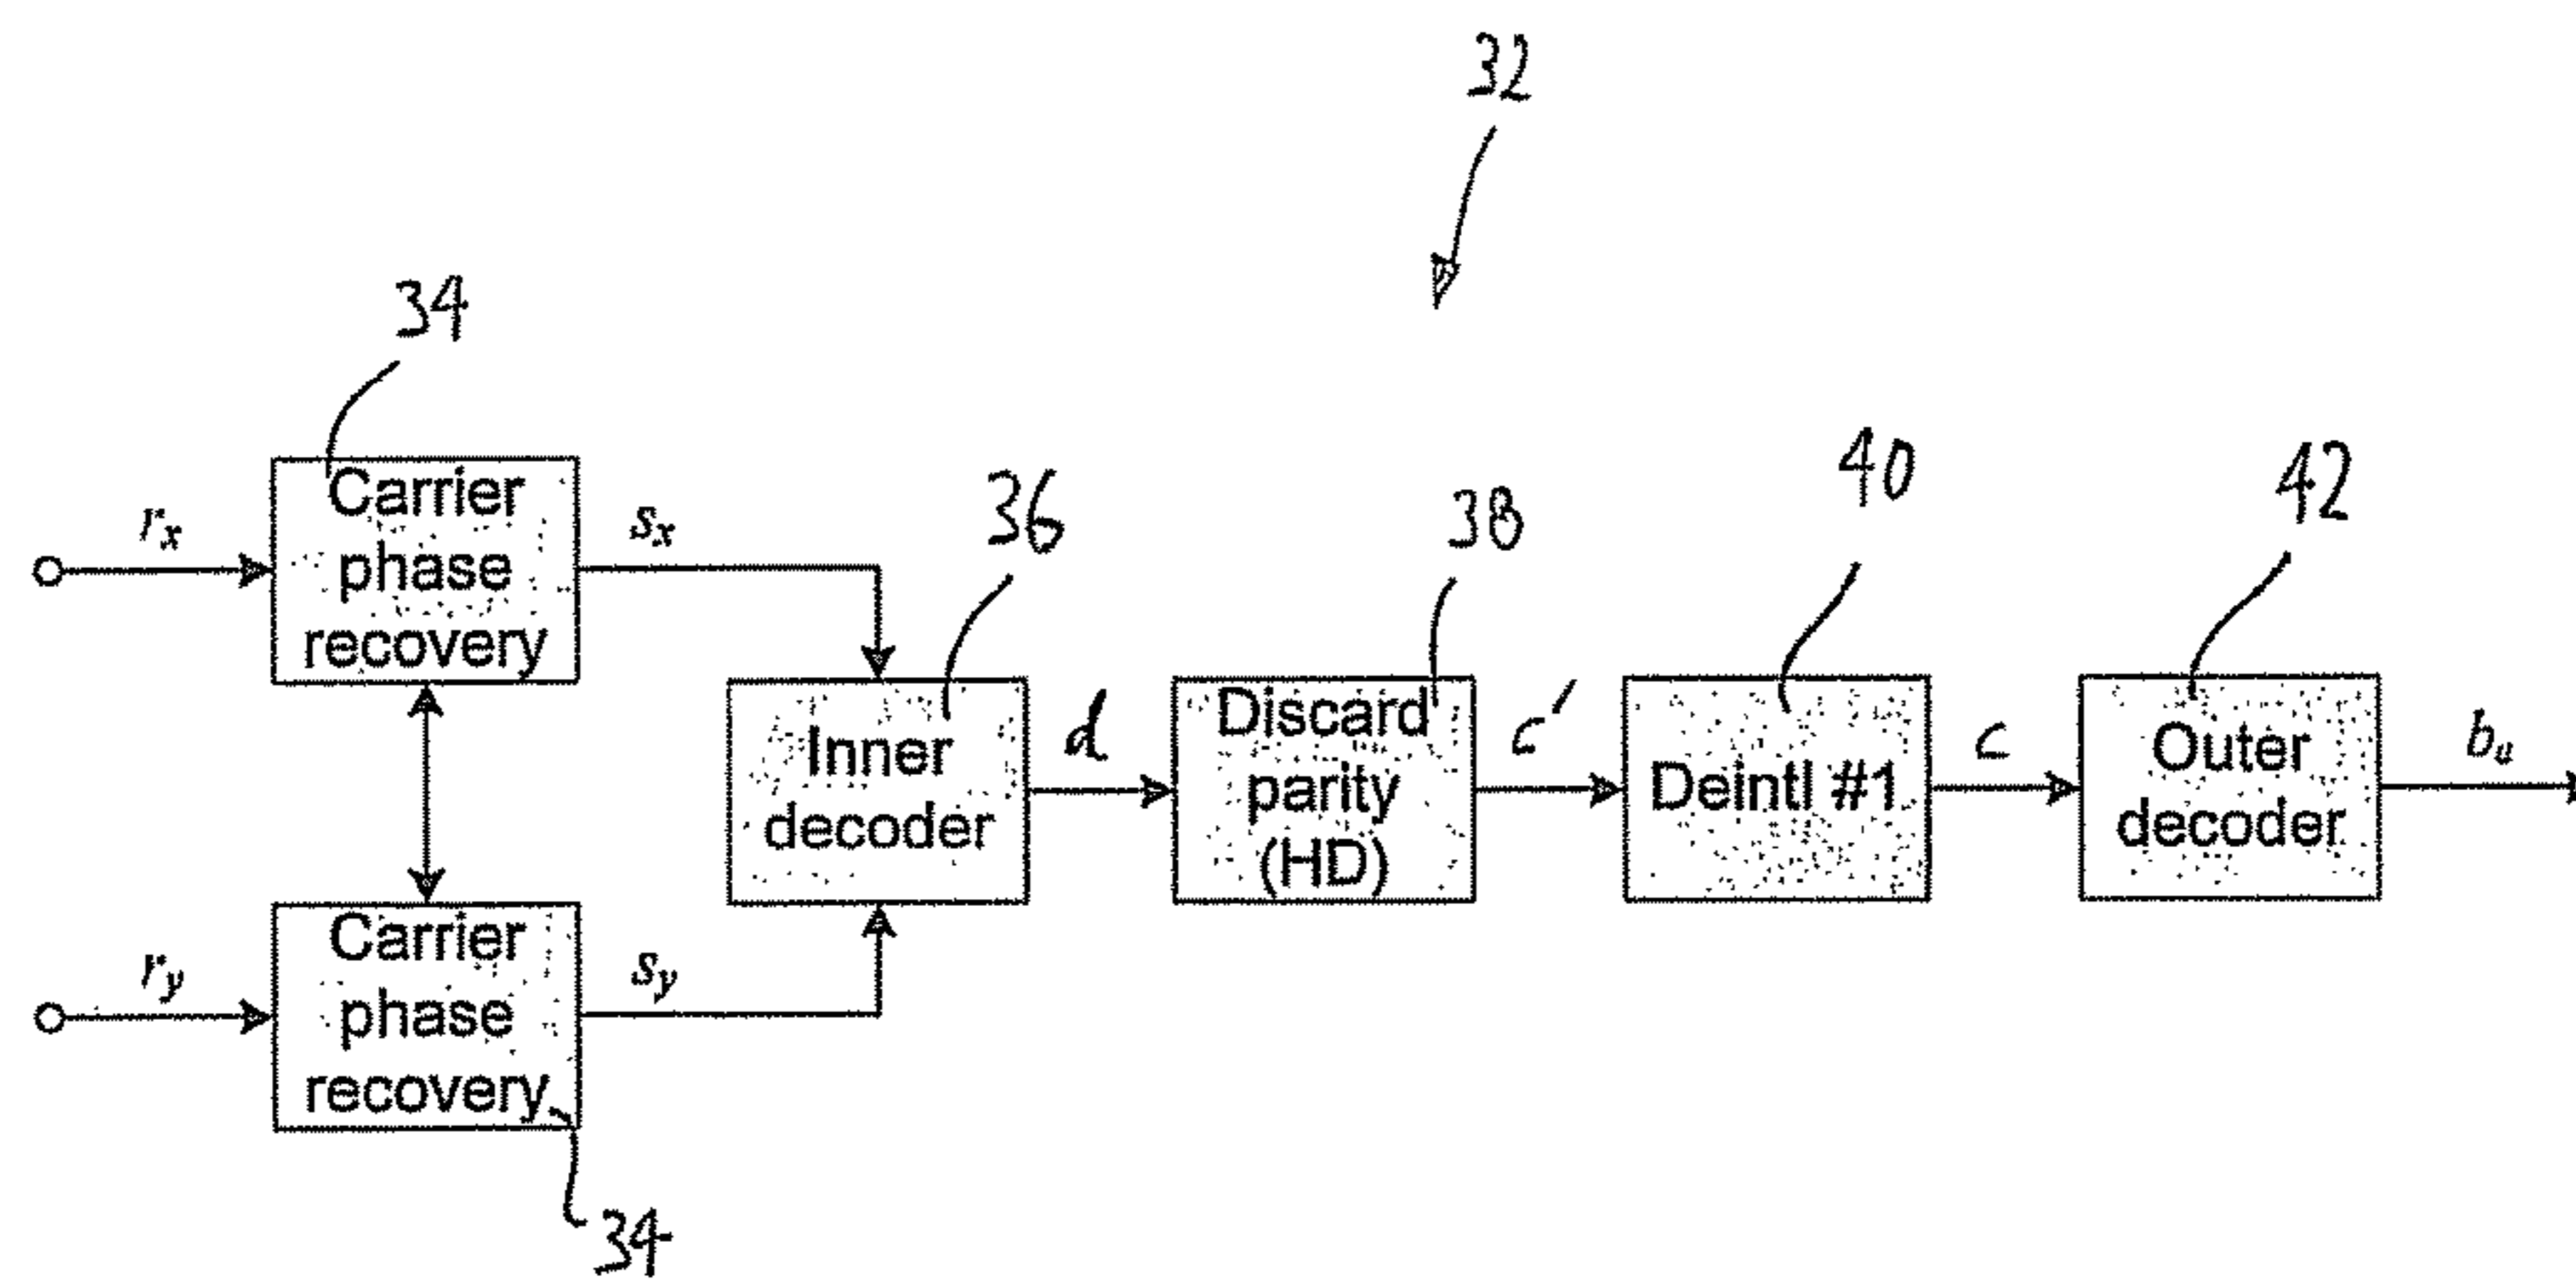 32
34
r_x
Carrier
phase
recovery
s_x
36
Inner
decoder
d
38
Discard
parity
(HD)
c'
40
Deintl #1
c
42
Outer
decoder
b_u
r_y
Carrier
phase
recovery
s_y
34